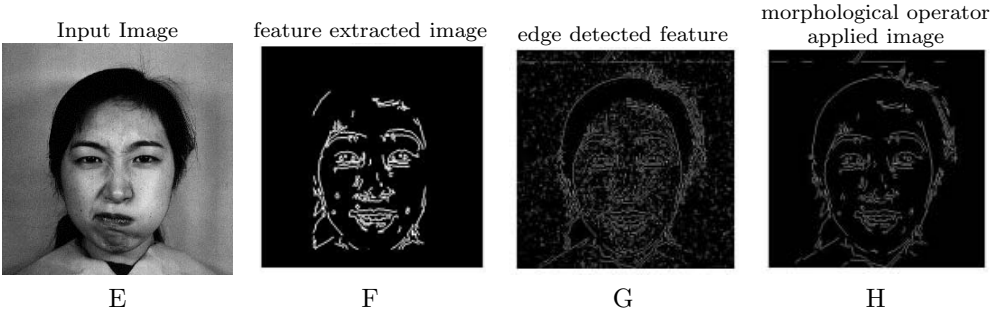 Input Image
feature extracted image
edge detected feature
morphological operator
applied image
E
F
G
H